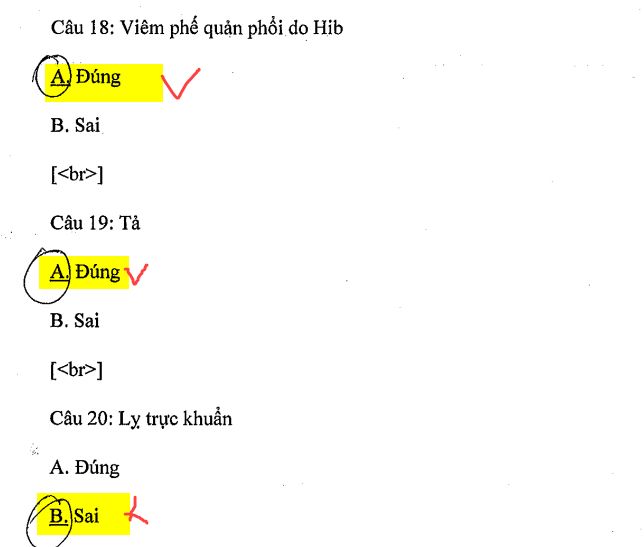 Câu 18: Viêm phế quản phổi do Hib
A. Đúng
B. Sai
[<br>]
Câu 19: Tả
A. Đúng
B. Sai
[<br>]
Câu 20: Lỵ trực khuẩn
A. Đúng
B. Sai